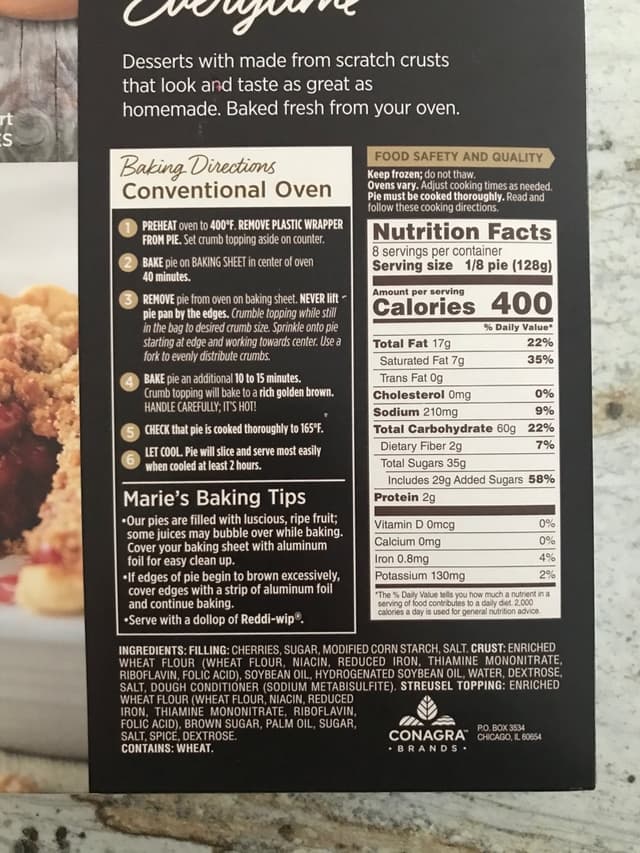 Everytime
Desserts with made from scratch crusts
that look and taste as great as
homemade. Baked fresh from your oven.
rt
ES
Baking Directions
Conventional Oven
1 PREHEAT oven to 400°F. REMOVE PLASTIC WRAPPER
FROM PIE. Set crumb topping aside on counter.
2 BAKE pie on BAKING SHEET in center of oven
40 minutes.
3 REMOVE pie from oven on baking sheet. NEVER lift
pie pan by the edges. Crumble topping while still
in the bag to desired crumb size. Sprinkle onto pie
starting at edge and working towards center. Use a
fork to evenly distribute crumbs.
4 BAKE pie an additional 10 to 15 minutes.
Crumb topping will bake to a rich golden brown.
HANDLE CAREFULLY; IT'S HOT!
5 CHECK that pie is cooked thoroughly to 165°F.
6 LET COOL. Pie will slice and serve most easily
when cooled at least 2 hours.
Marie's Baking Tips
•Our pies are filled with luscious, ripe fruit;
some juices may bubble over while baking.
Cover your baking sheet with aluminum
foil for easy clean up.
•If edges of pie begin to brown excessively,
cover edges with a strip of aluminum foil
and continue baking.
•Serve with a dollop of Reddi-wip®.
FOOD SAFETY AND QUALITY
Keep frozen; do not thaw.
Ovens vary. Adjust cooking times as needed.
Pie must be cooked thoroughly. Read and
follow these cooking directions.
Nutrition Facts
8 servings per container
Serving size 1/8 pie (128g)
Amount per serving
Calories 400
% Daily Value*
Total Fat 17g 22%
Saturated Fat 7g 35%
Trans Fat 0g
Cholesterol 0mg 0%
Sodium 210mg 9%
Total Carbohydrate 60g 22%
Dietary Fiber 2g 7%
Total Sugars 35g
Includes 29g Added Sugars 58%
Protein 2g
Vitamin D 0mcg 0%
Calcium 0mg 0%
Iron 0.8mg 4%
Potassium 130mg 2%
*The % Daily Value tells you how much a nutrient in a
serving of food contributes to a daily diet. 2,000
calories a day is used for general nutrition advice.
INGREDIENTS: FILLING: CHERRIES, SUGAR, MODIFIED CORN STARCH, SALT. CRUST: ENRICHED
WHEAT FLOUR (WHEAT FLOUR, NIACIN, REDUCED IRON, THIAMINE MONONITRATE,
RIBOFLAVIN, FOLIC ACID), SOYBEAN OIL, HYDROGENATED SOYBEAN OIL, WATER, DEXTROSE,
SALT, DOUGH CONDITIONER (SODIUM METABISULFITE). STREUSEL TOPPING: ENRICHED
WHEAT FLOUR (WHEAT FLOUR, NIACIN, REDUCED
IRON, THIAMINE MONONITRATE, RIBOFLAVIN,
FOLIC ACID), BROWN SUGAR, PALM OIL, SUGAR,
SALT, SPICE, DEXTROSE.
CONTAINS: WHEAT.
CONAGRA™
•BRANDS•
P.O. BOX 3534
CHICAGO, IL 60654